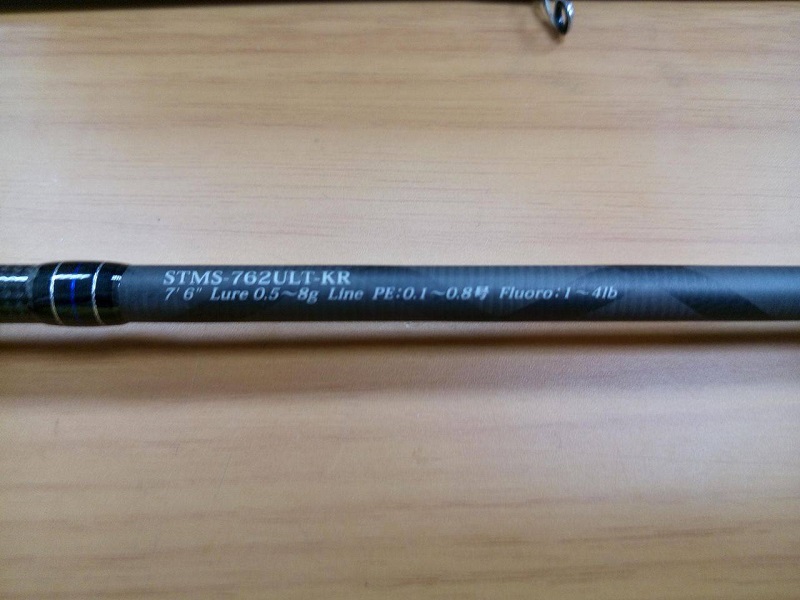 STMS-762ULT-KR
7' 6" Lure 0.5～8g Line PE:0.1～0.8号 Fluoro:1～4lb